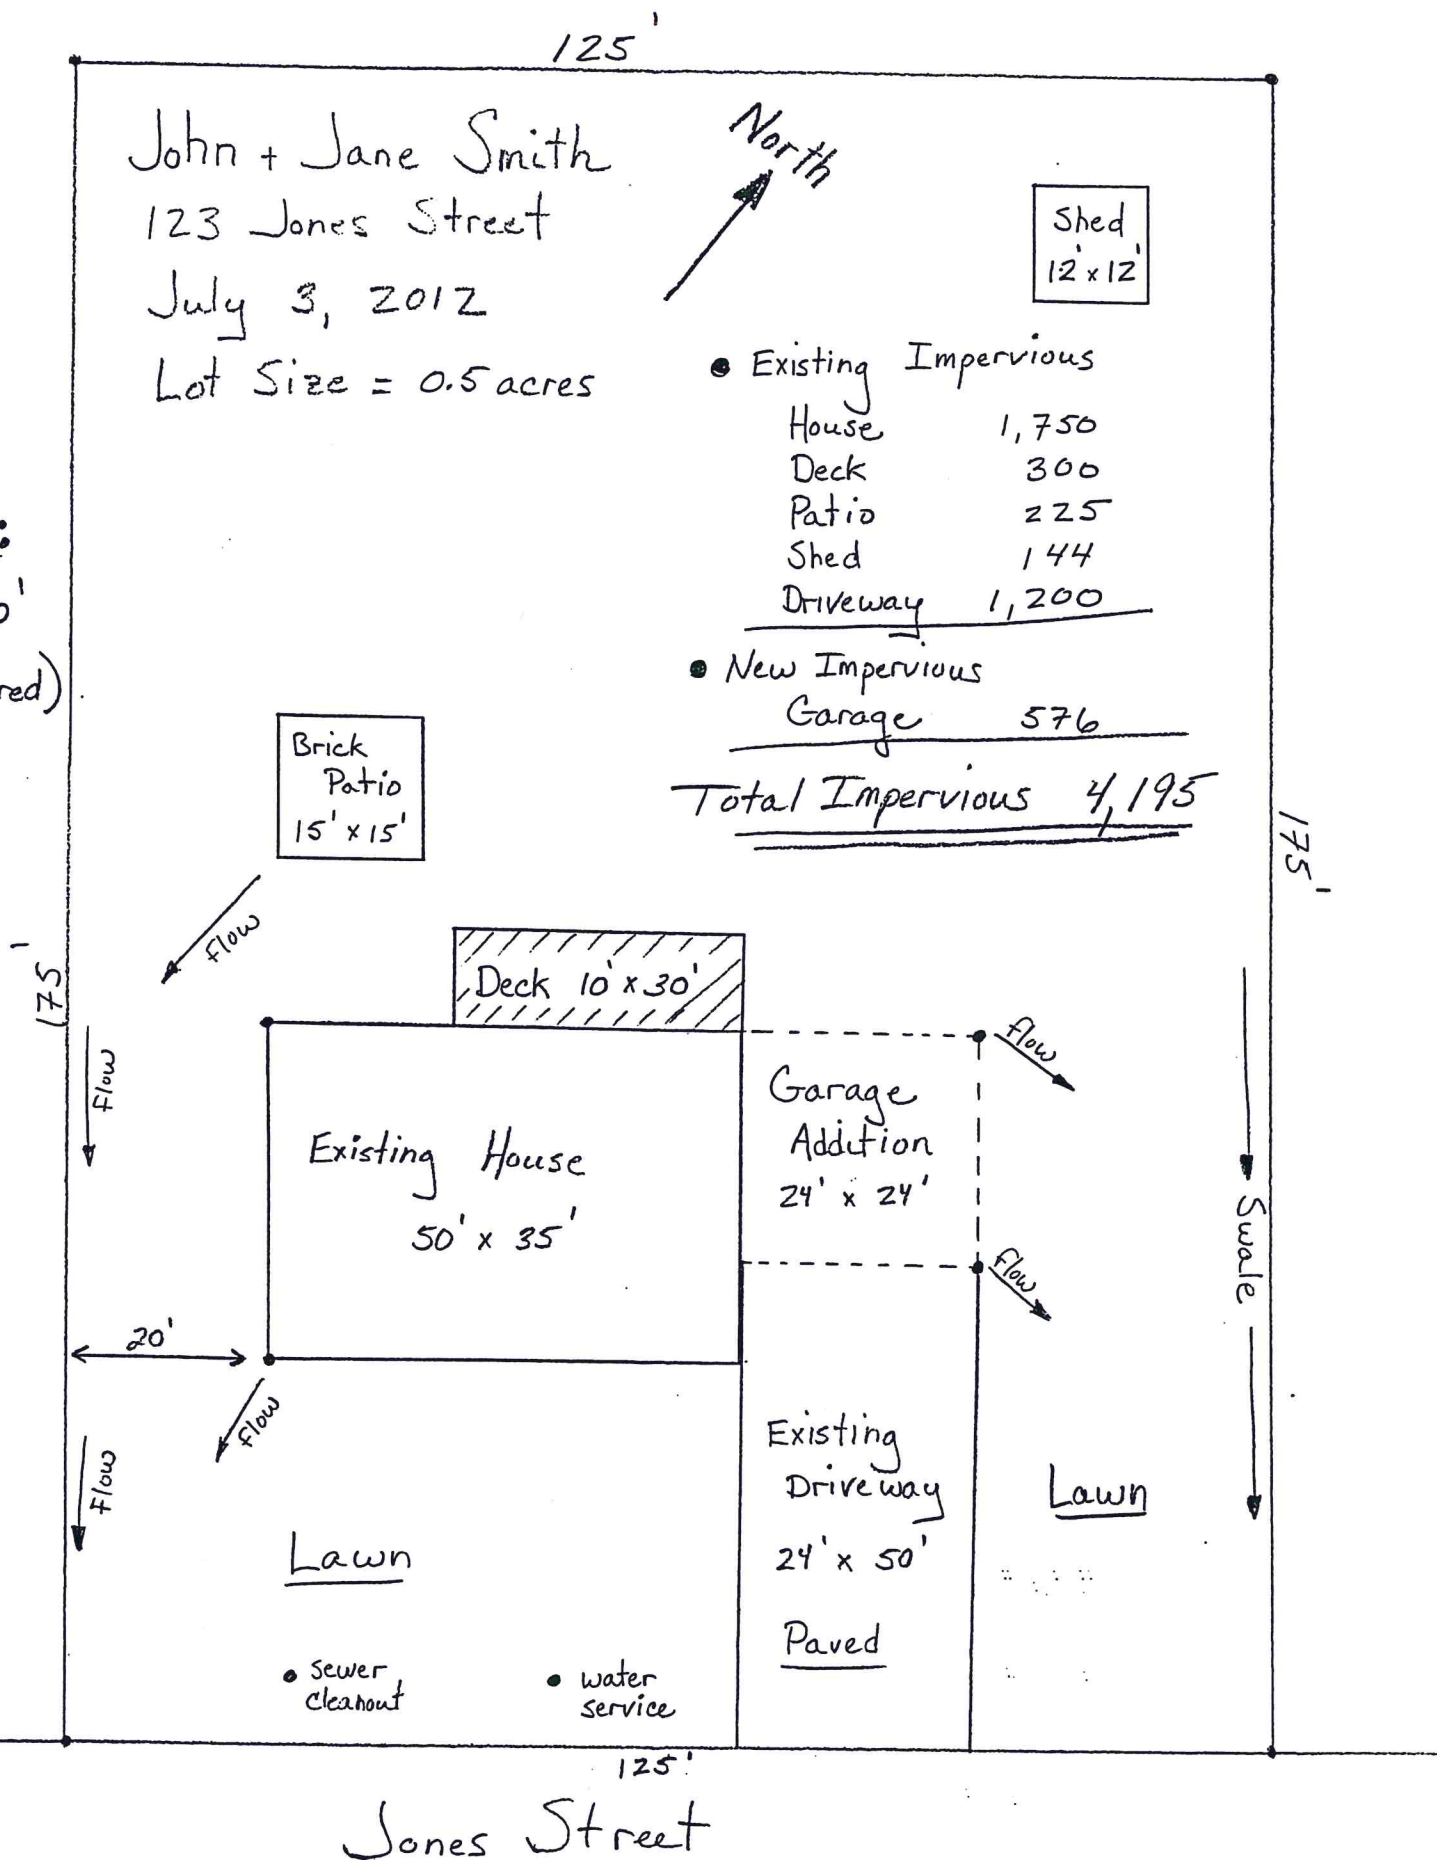 125'
John + Jane Smith
123 Jones Street
July 3, 2012
Lot Size = 0.5 acres
North
Shed
12' x 12'
• Existing Impervious
House 1,750
Deck 300
Patio 225
Shed 144
Driveway 1,200
• New Impervious
Garage 576
Total Impervious 4,195
red)
Brick
Patio
15' x 15'
175'
175'
flow
Deck 10' x 30'
Flow
Existing House
50' x 35'
Garage
Addition
24' x 24'
flow
flow
Swale
20'
flow
Flow
Existing
Driveway
24' x 50'
Paved
Lawn
Lawn
• sewer
cleanout
• water
service
125'
Jones Street